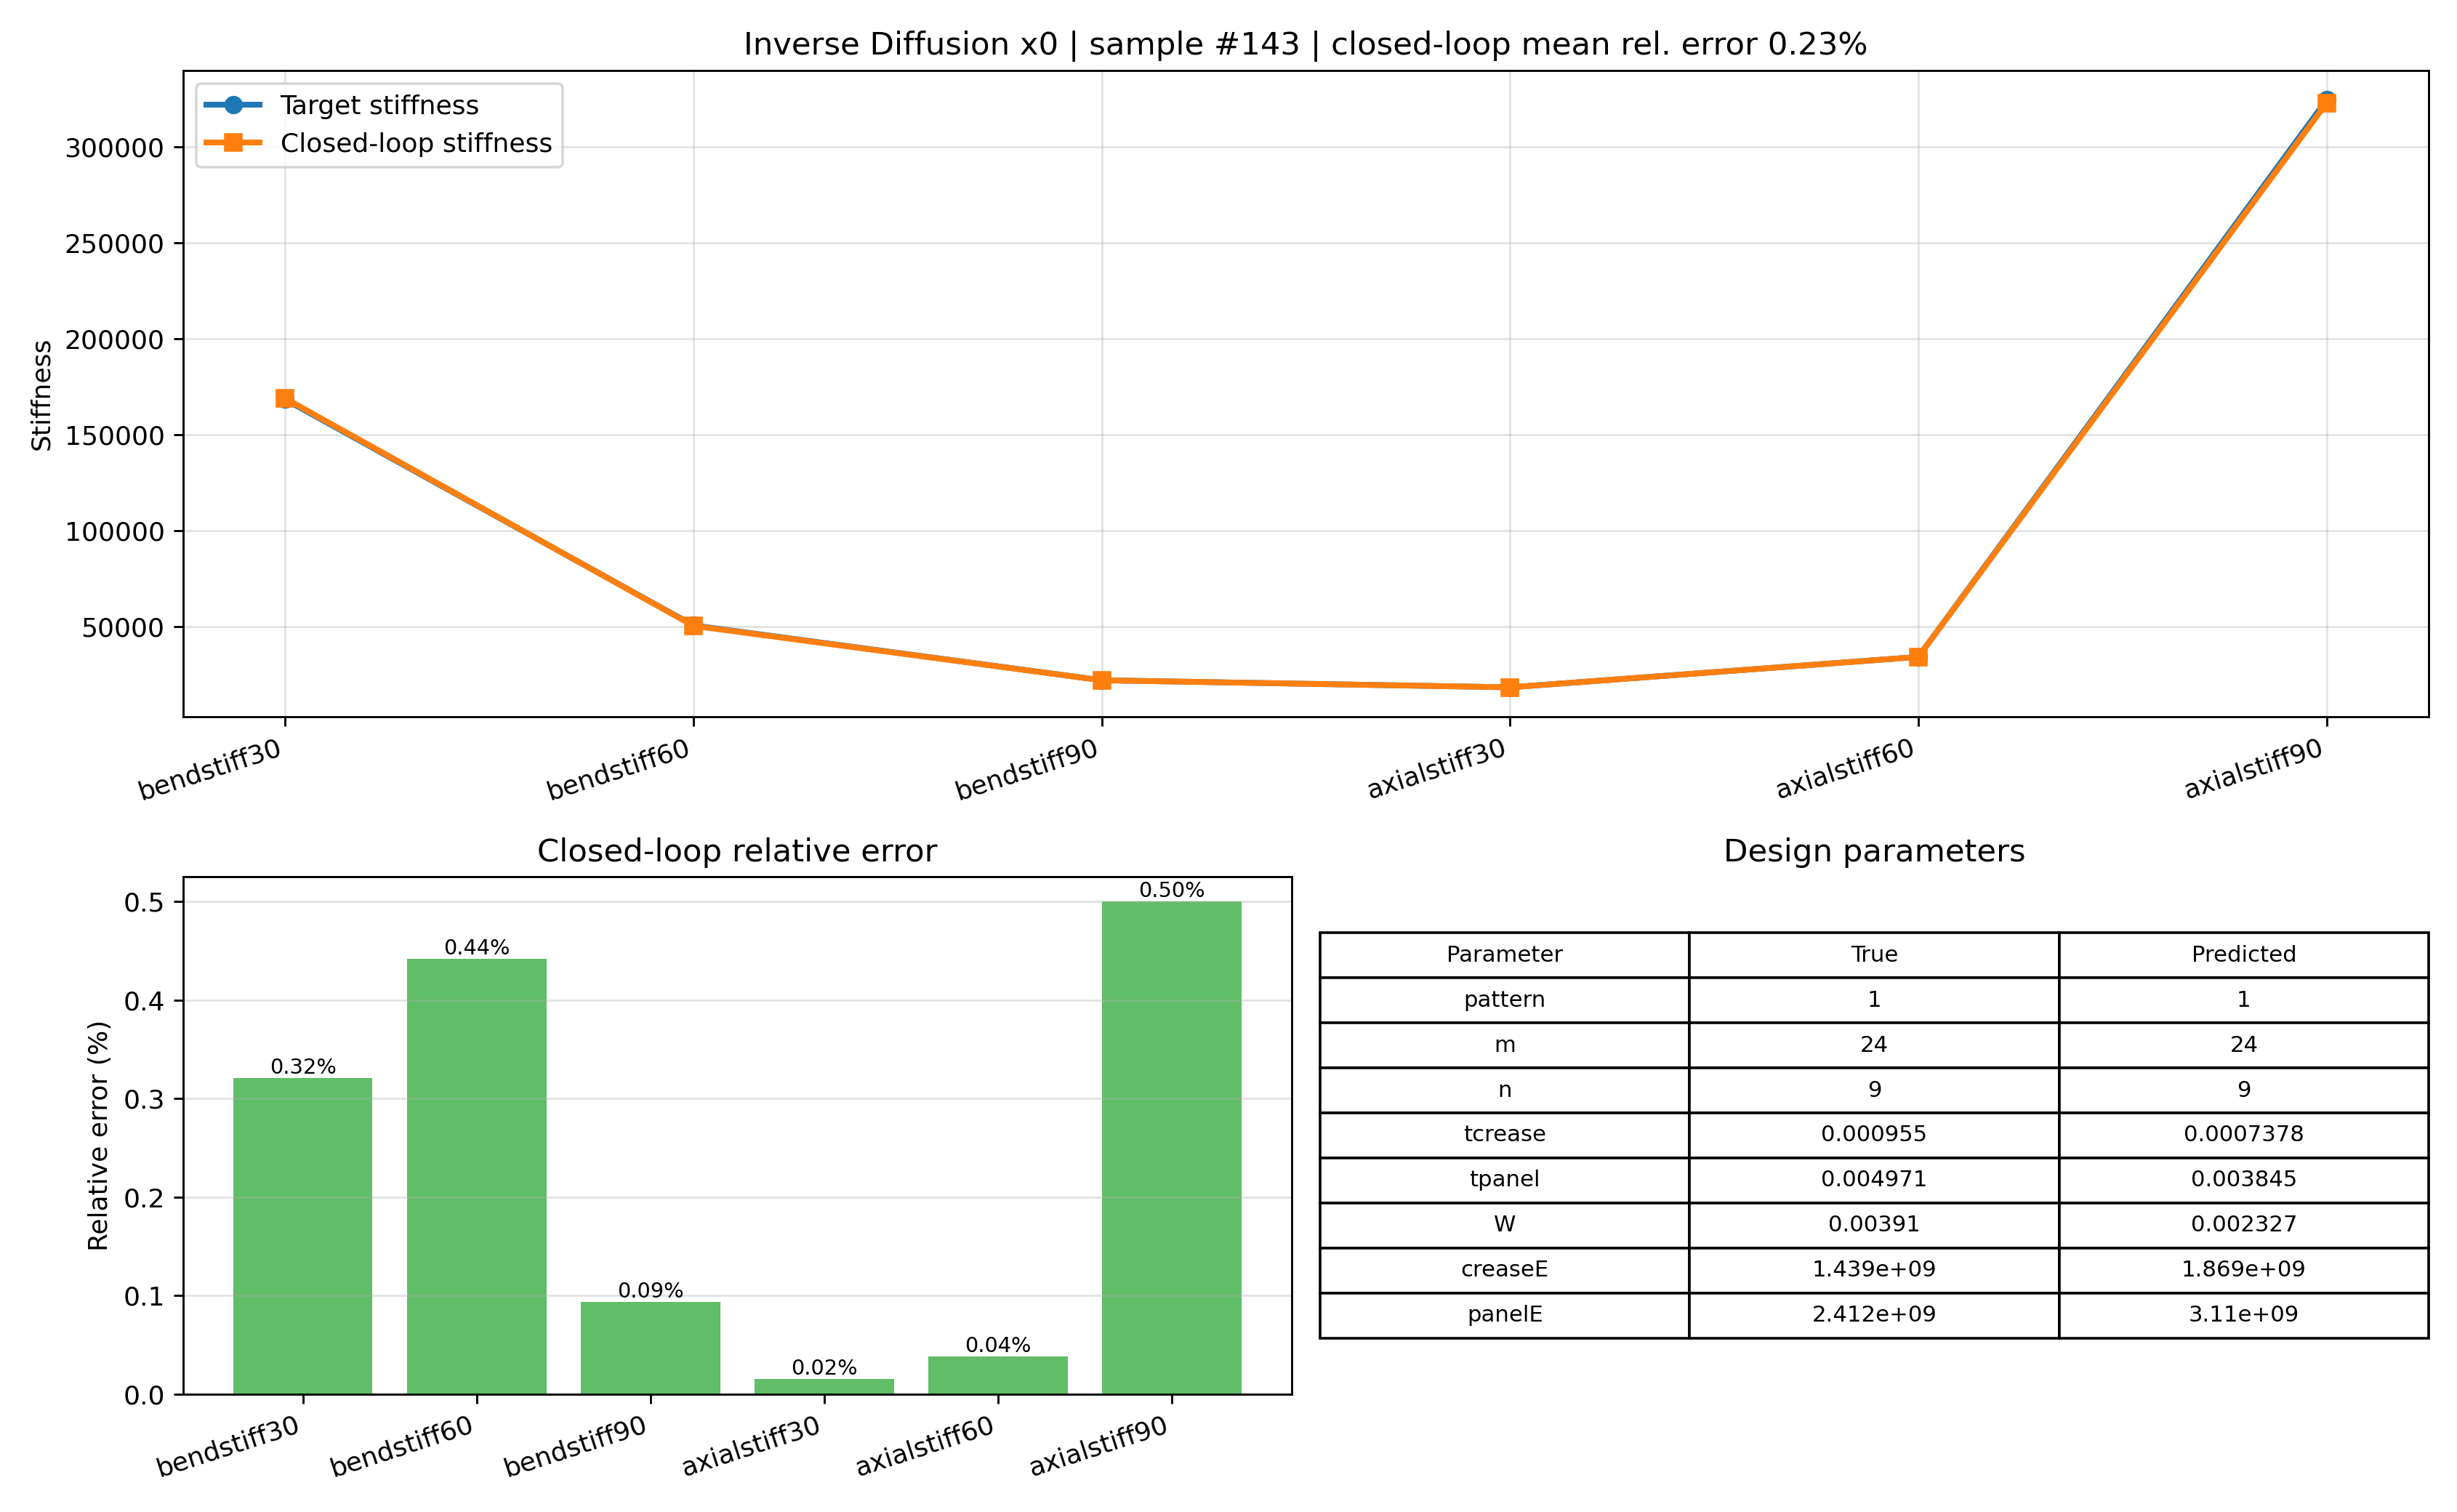 Inverse Diffusion x0 | sample #143 | closed-loop mean rel. error 0.23%
Target stiffness
Closed-loop stiffness
Stiffness
300000
250000
200000
150000
100000
50000
bendstiff30
bendstiff60
bendstiff90
axialstiff30
axialstiff60
axialstiff90
Closed-loop relative error
Relative error (%)
0.5
0.4
0.3
0.2
0.1
0.0
0.32%
0.44%
0.09%
0.02%
0.04%
0.50%
bendstiff30
bendstiff60
bendstiff90
axialstiff30
axialstiff60
axialstiff90
Design parameters
Parameter True Predicted
pattern 1 1
m 24 24
n 9 9
tcrease 0.000955 0.0007378
tpanel 0.004971 0.003845
W 0.00391 0.002327
creaseE 1.439e+09 1.869e+09
panelE 2.412e+09 3.11e+09